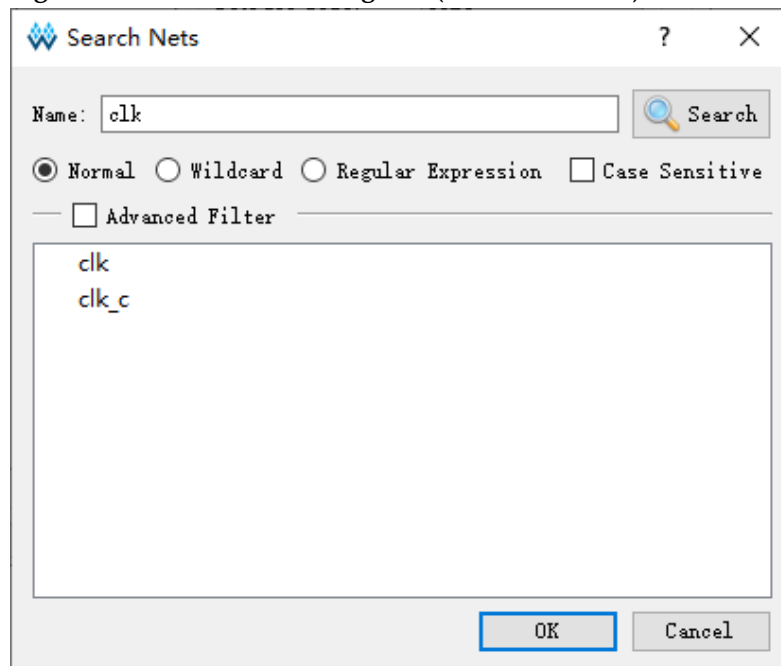 Search Nets ? ×
Name: clk Search
Normal Wildcard Regular Expression Case Sensitive
Advanced Filter
clk
clk_c
OK Cancel